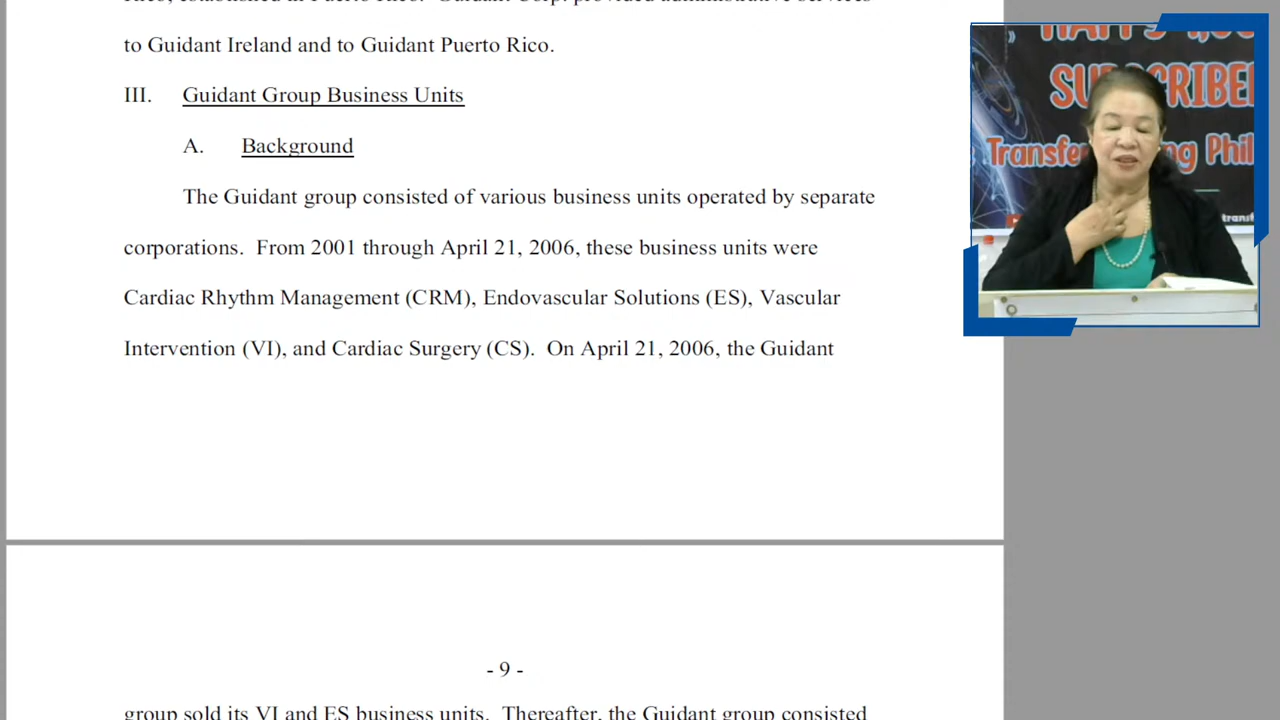 to Guidant Ireland and to Guidant Puerto Rico.
III. Guidant Group Business Units
A. Background
The Guidant group consisted of various business units operated by separate
corporations. From 2001 through April 21, 2006, these business units were
Cardiac Rhythm Management (CRM), Endovascular Solutions (ES), Vascular
Intervention (VI), and Cardiac Surgery (CS). On April 21, 2006, the Guidant
- 9 -
group sold its VI and ES business units. Thereafter, the Guidant group consisted